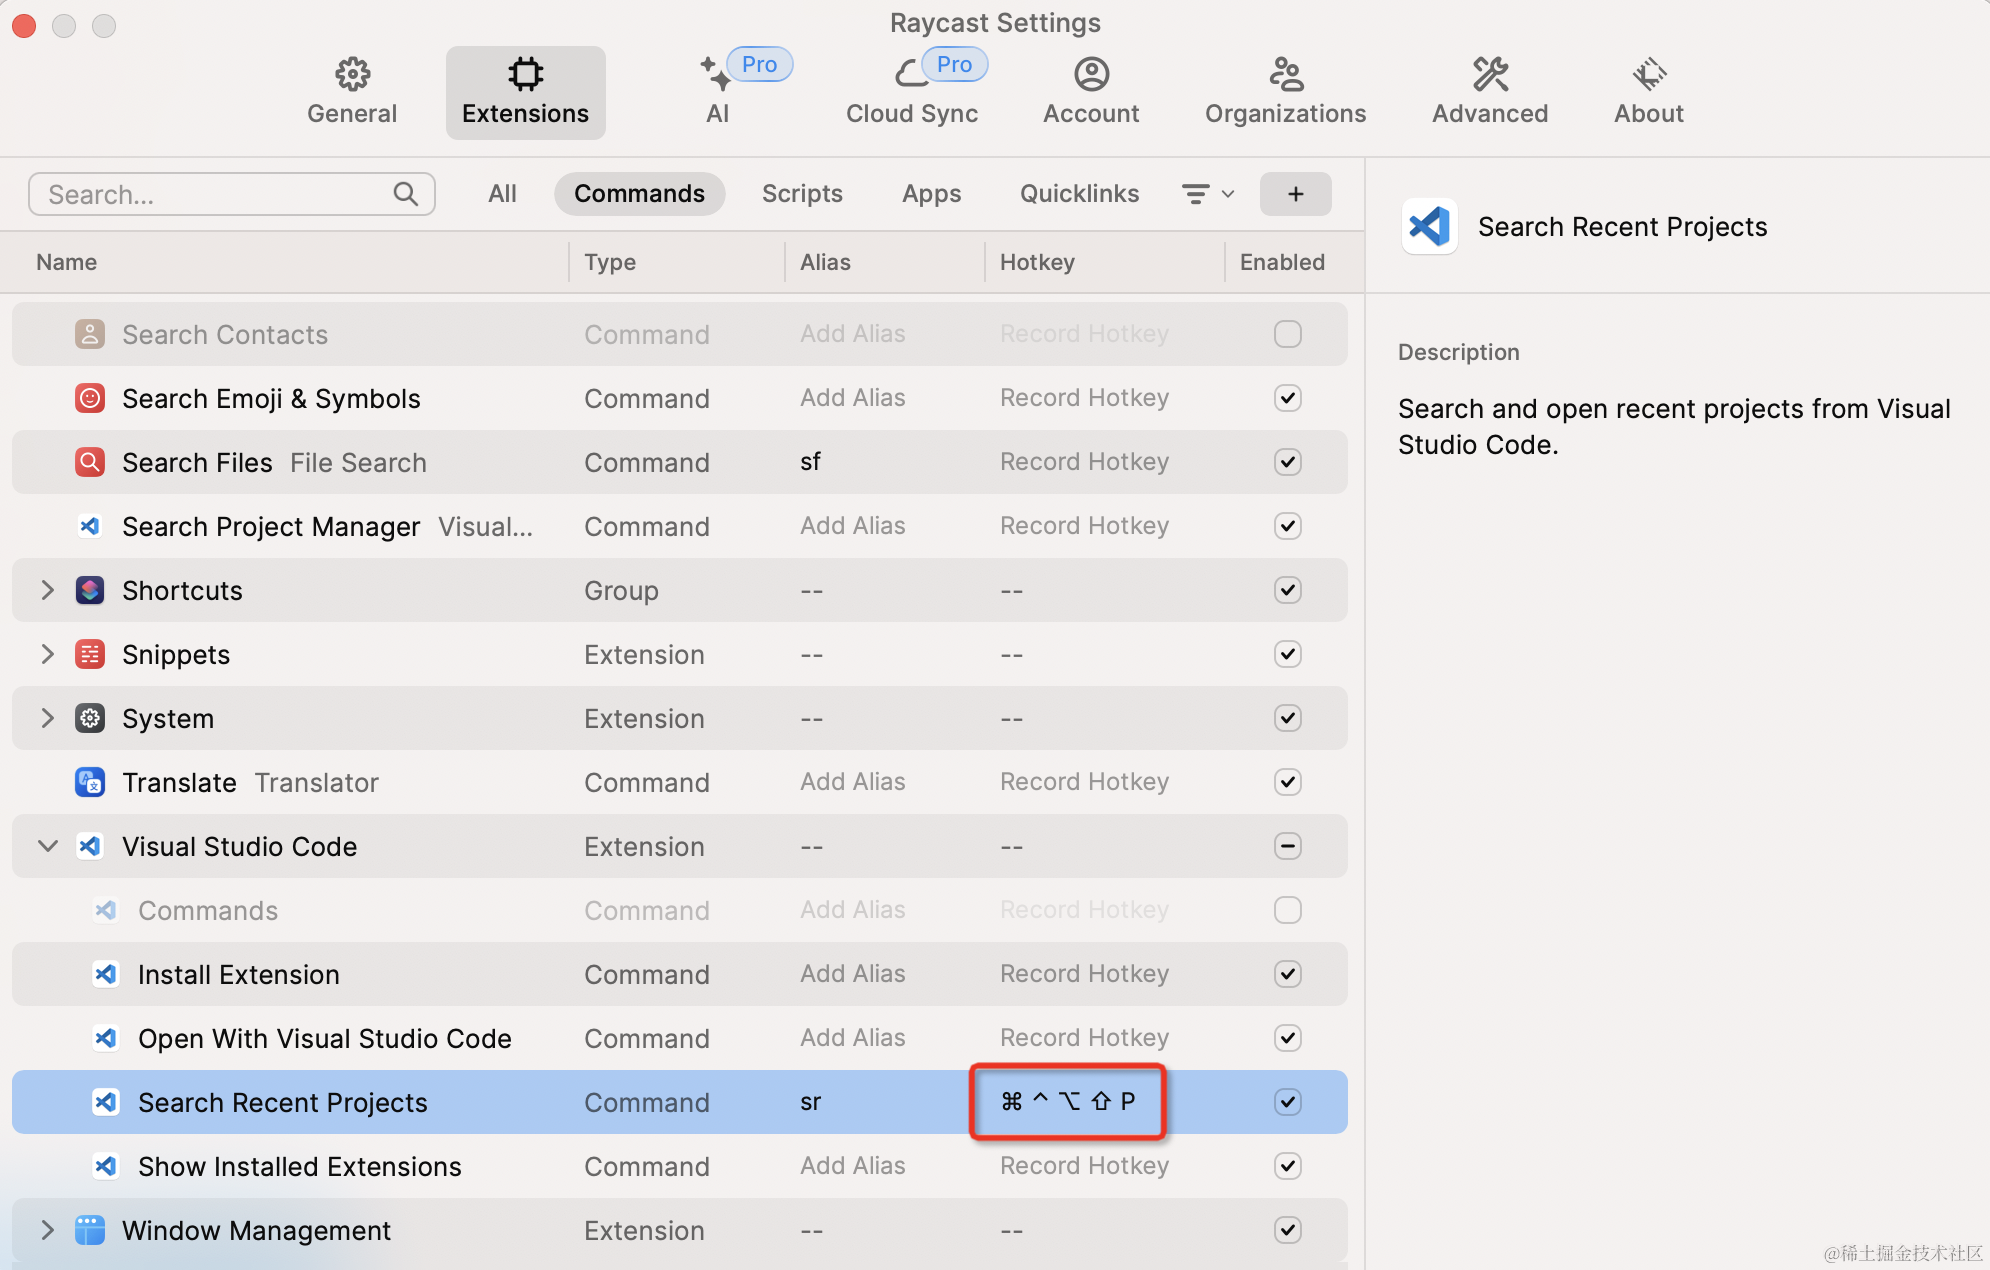 Raycast Settings
General
Extensions
AI Pro
Cloud Sync Pro
Account
Organizations
Advanced
About
Search...
All Commands Scripts Apps Quicklinks +
Name Type Alias Hotkey Enabled
Search Contacts Command Add Alias Record Hotkey
Search Emoji & Symbols Command Add Alias Record Hotkey
Search Files File Search Command sf Record Hotkey
Search Project Manager Visual... Command Add Alias Record Hotkey
Shortcuts Group -- --
Snippets Extension -- --
System Extension -- --
Translate Translator Command Add Alias Record Hotkey
Visual Studio Code Extension -- --
Commands Command Add Alias Record Hotkey
Install Extension Command Add Alias Record Hotkey
Open With Visual Studio Code Command Add Alias Record Hotkey
Search Recent Projects Command sr ⌘ ^ ⌥ ⇧ P
Show Installed Extensions Command Add Alias Record Hotkey
Window Management Extension -- --
Search Recent Projects
Description
Search and open recent projects from Visual
Studio Code.
@稀土掘金技术社区